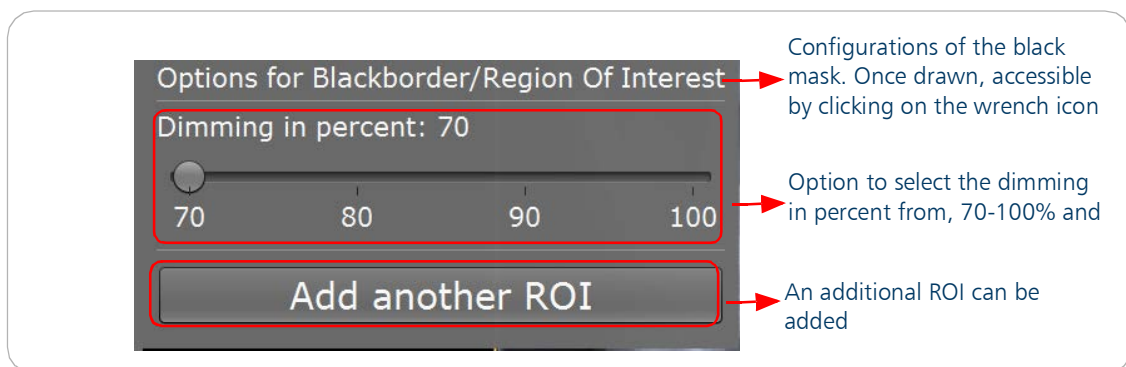 Options for Blackborder/Region Of Interest
Configurations of the black
mask. Once drawn, accessible
by clicking on the wrench icon
Dimming in percent: 70
70 80 90 100
Option to select the dimming
in percent from, 70-100% and
Add another ROI
An additional ROI can be
added